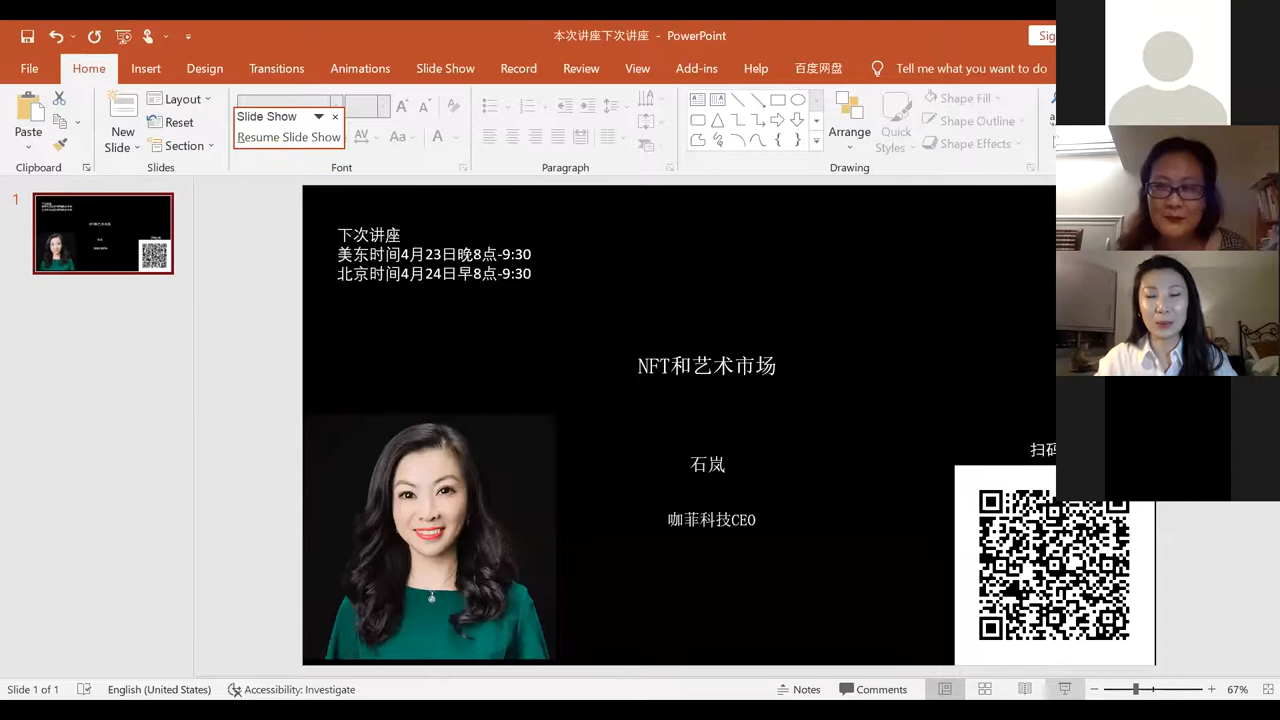 本次讲座下次讲座 - PowerPoint
Sig
File
Home
Insert
Design
Transitions
Animations
Slide Show
Record
Review
View
Add-ins
Help
百度网盘
Tell me what you want to do
Paste
Clipboard
New
Slide
Layout
Reset
Section
Slides
Slide Show
Resume Slide Show
Font
Paragraph
Arrange
Quick
Styles
Shape Fill
Shape Outline
Shape Effects
Drawing
1
下次讲座
美东时间4月23日晚8点-9:30
北京时间4月24日早8点-9:30
NFT和艺术市场
石岚
咖菲科技CEO
扫码
Slide 1 of 1
English (United States)
Accessibility: Investigate
Notes
Comments
67%